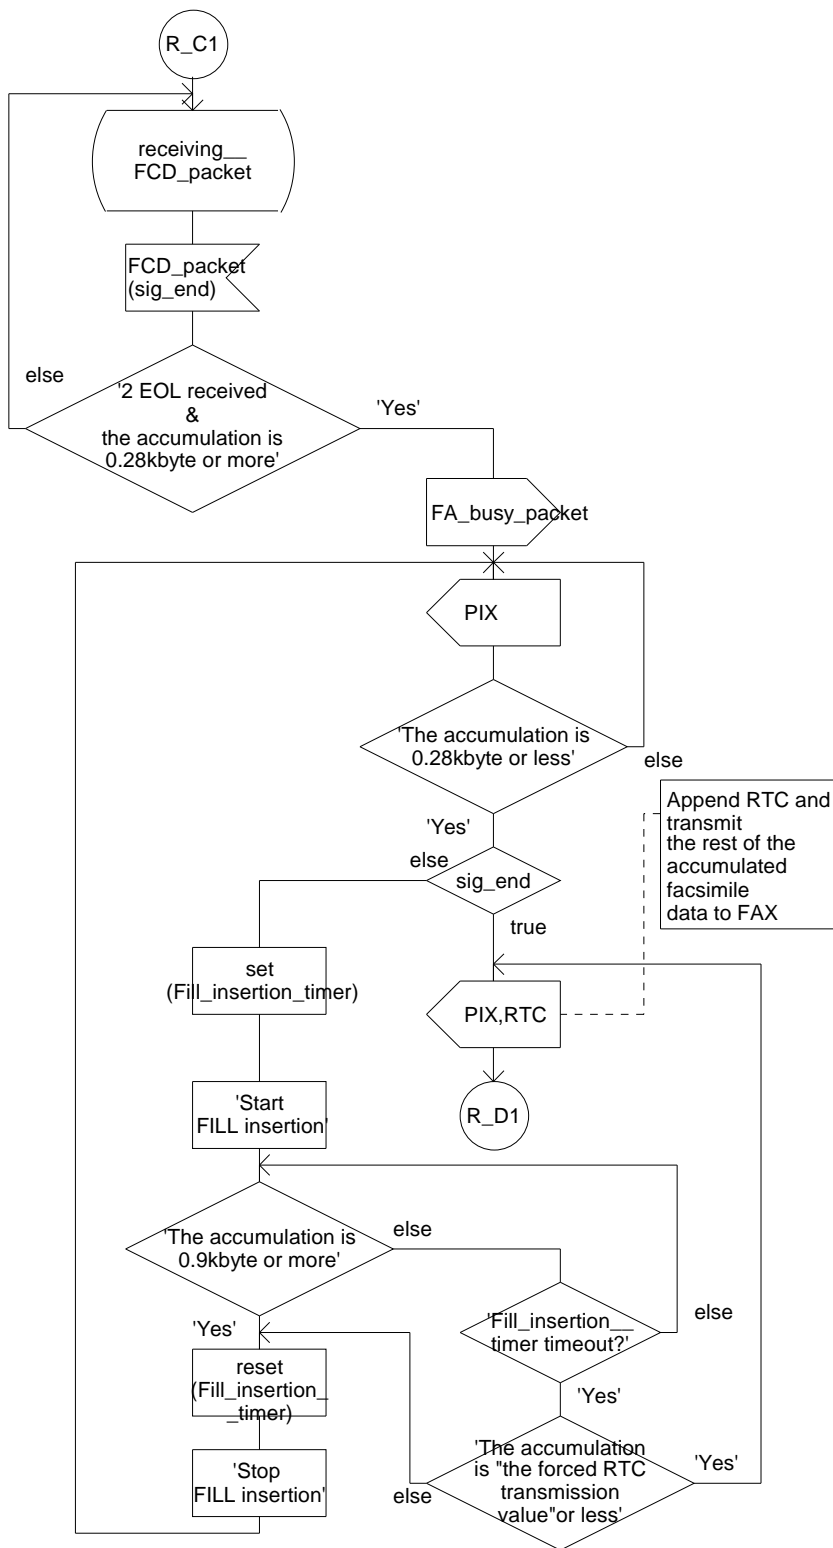 R_C1
receiving__
FCD_packet
FCD_packet
(sig_end)
else
'2 EOL received
&
the accumulation is
0.28kbyte or more'
'Yes'
FA_busy_packet
PIX
'The accumulation is
0.28kbyte or less'
else
'Yes'
Append RTC and
transmit
the rest of the
accumulated
facsimile
data to FAX
else
sig_end
true
set
(Fill_insertion_timer)
PIX,RTC
'Start
FILL insertion'
R_D1
'The accumulation is
0.9kbyte or more'
else
'Fill_insertion__
timer timeout?'
else
'Yes'
reset
(Fill_insertion_
_timer)
'Yes'
'The accumulation
is "the forced RTC
transmission
value"or less'
'Yes'
else
'Stop
FILL insertion'